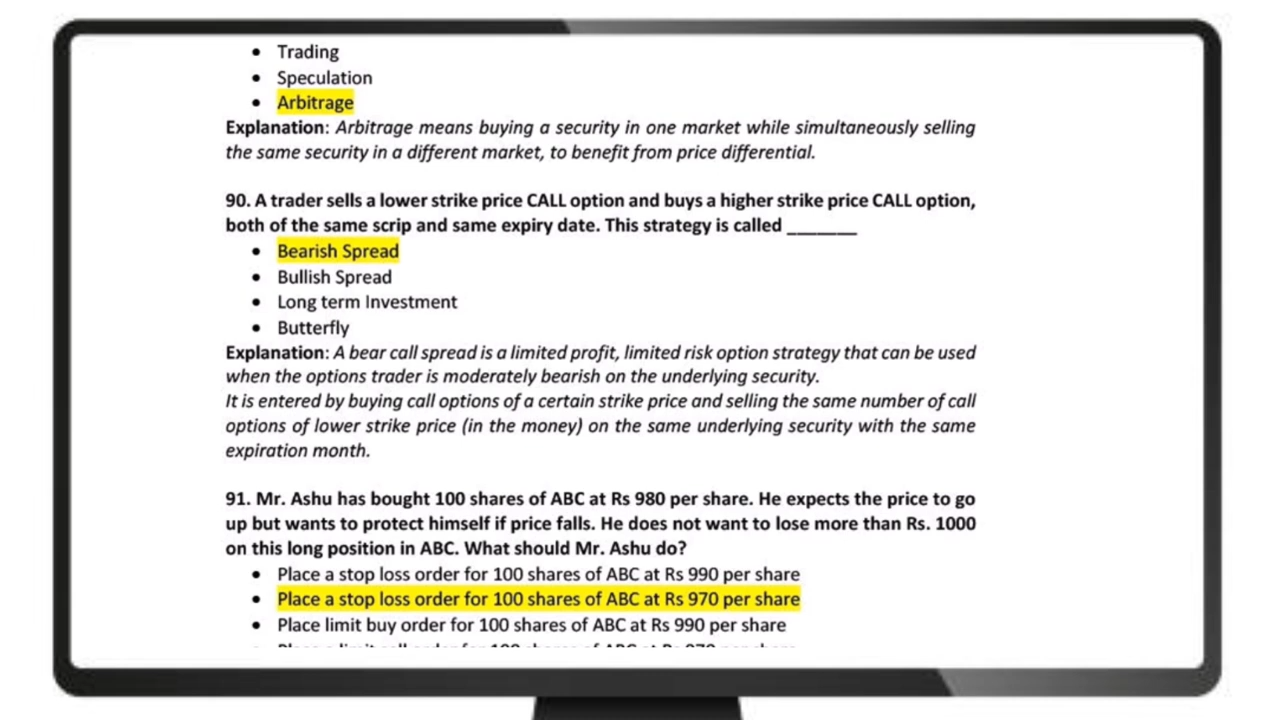 • Trading
• Speculation
• Arbitrage
Explanation: Arbitrage means buying a security in one market while simultaneously selling
the same security in a different market, to benefit from price differential.
90. A trader sells a lower strike price CALL option and buys a higher strike price CALL option,
both of the same scrip and same expiry date. This strategy is called _______
• Bearish Spread
• Bullish Spread
• Long term Investment
• Butterfly
Explanation: A bear call spread is a limited profit, limited risk option strategy that can be used
when the options trader is moderately bearish on the underlying security.
It is entered by buying call options of a certain strike price and selling the same number of call
options of lower strike price (in the money) on the same underlying security with the same
expiration month.
91. Mr. Ashu has bought 100 shares of ABC at Rs 980 per share. He expects the price to go
up but wants to protect himself if price falls. He does not want to lose more than Rs. 1000
on this long position in ABC. What should Mr. Ashu do?
• Place a stop loss order for 100 shares of ABC at Rs 990 per share
• Place a stop loss order for 100 shares of ABC at Rs 970 per share
• Place limit buy order for 100 shares of ABC at Rs 990 per share